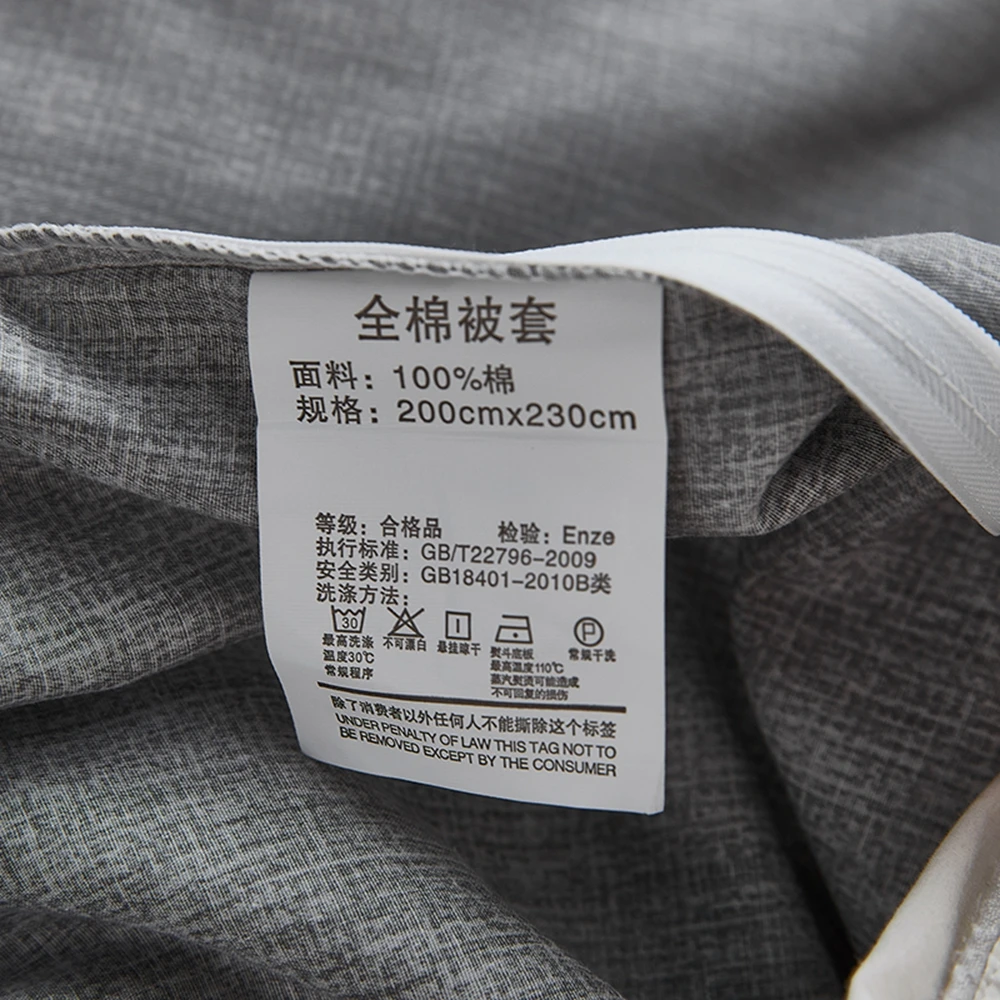 全棉被套
面料：100%棉
规格：200cmx230cm
等级：合格品 检验：Enze
执行标准：GB/T22796-2009
安全类别：GB18401-2010B类
洗涤方法：
30 P
最高洗涤 不可漂白 悬挂晾干 熨斗底板 常规干洗
温度30℃ 最高温度110℃
常规程序 蒸汽熨烫可能造成
不可回复的损伤
除了消费者以外任何人不能撕除这个标签
UNDER PENALTY OF LAW THIS TAG NOT TO
BE REMOVED EXCEPT BY THE CONSUMER